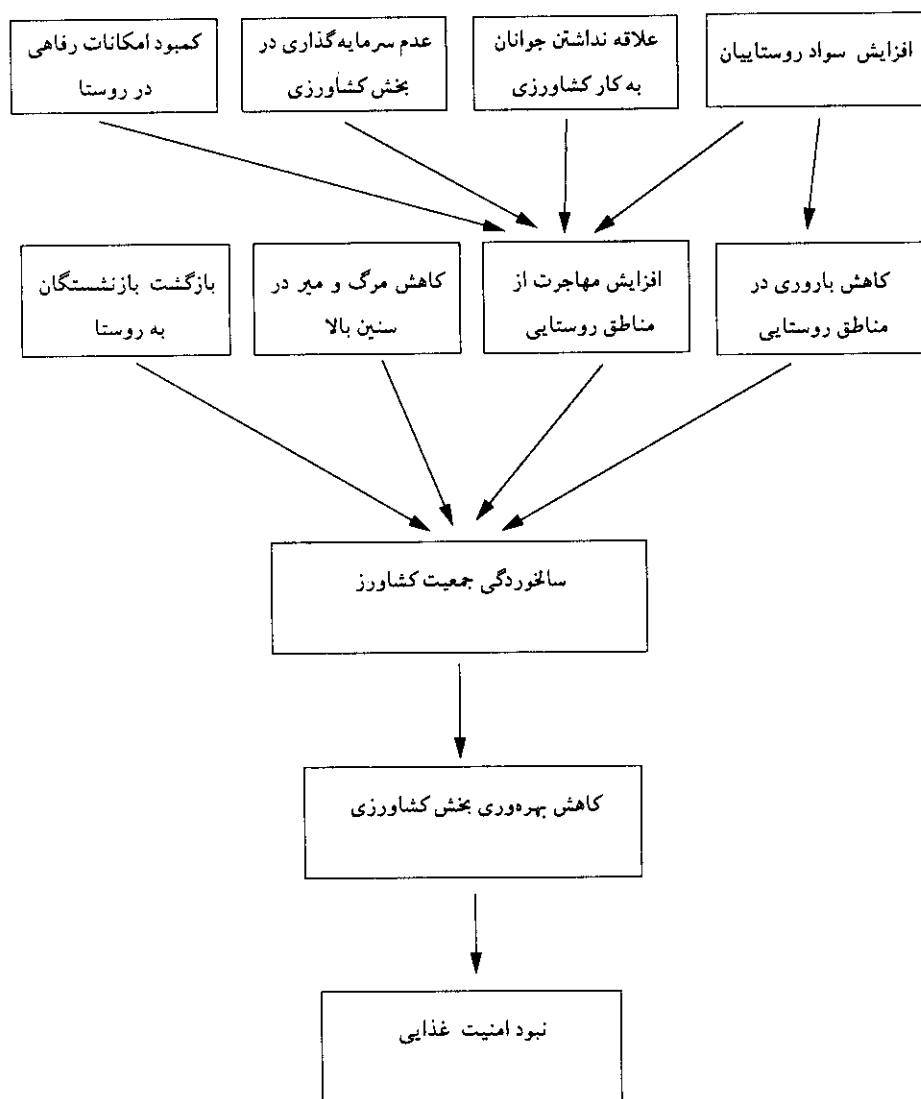 افزایش سواد روستاییان
علاقه نداشتن جوانان
به کار کشاورزی
عدم سرمایه‌گذاری در
بخش کشاورزی
کمبود امکانات رفاهی
در روستا
کاهش باروری در
مناطق روستایی
افزایش مهاجرت از
مناطق روستایی
کاهش مرگ و میر در
سنین بالا
بازگشت بازنشستگان
به روستا
سالخوردگی جمعیت کشاورز
کاهش بهره‌وری بخش کشاورزی
نبود امنیت غذایی